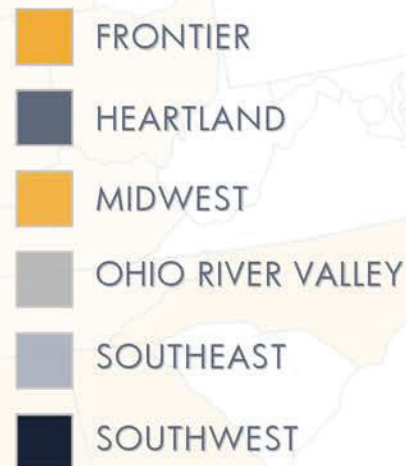 FRONTIER
HEARTLAND
MIDWEST
OHIO RIVER VALLEY
SOUTHEAST
SOUTHWEST